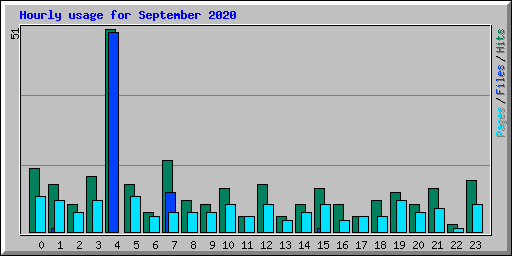 Hourly usage for September 2020
51
Pages / Files / Hits
0 1 2 3 4 5 6 7 8 9 10 11 12 13 14 15 16 17 18 19 20 21 22 23